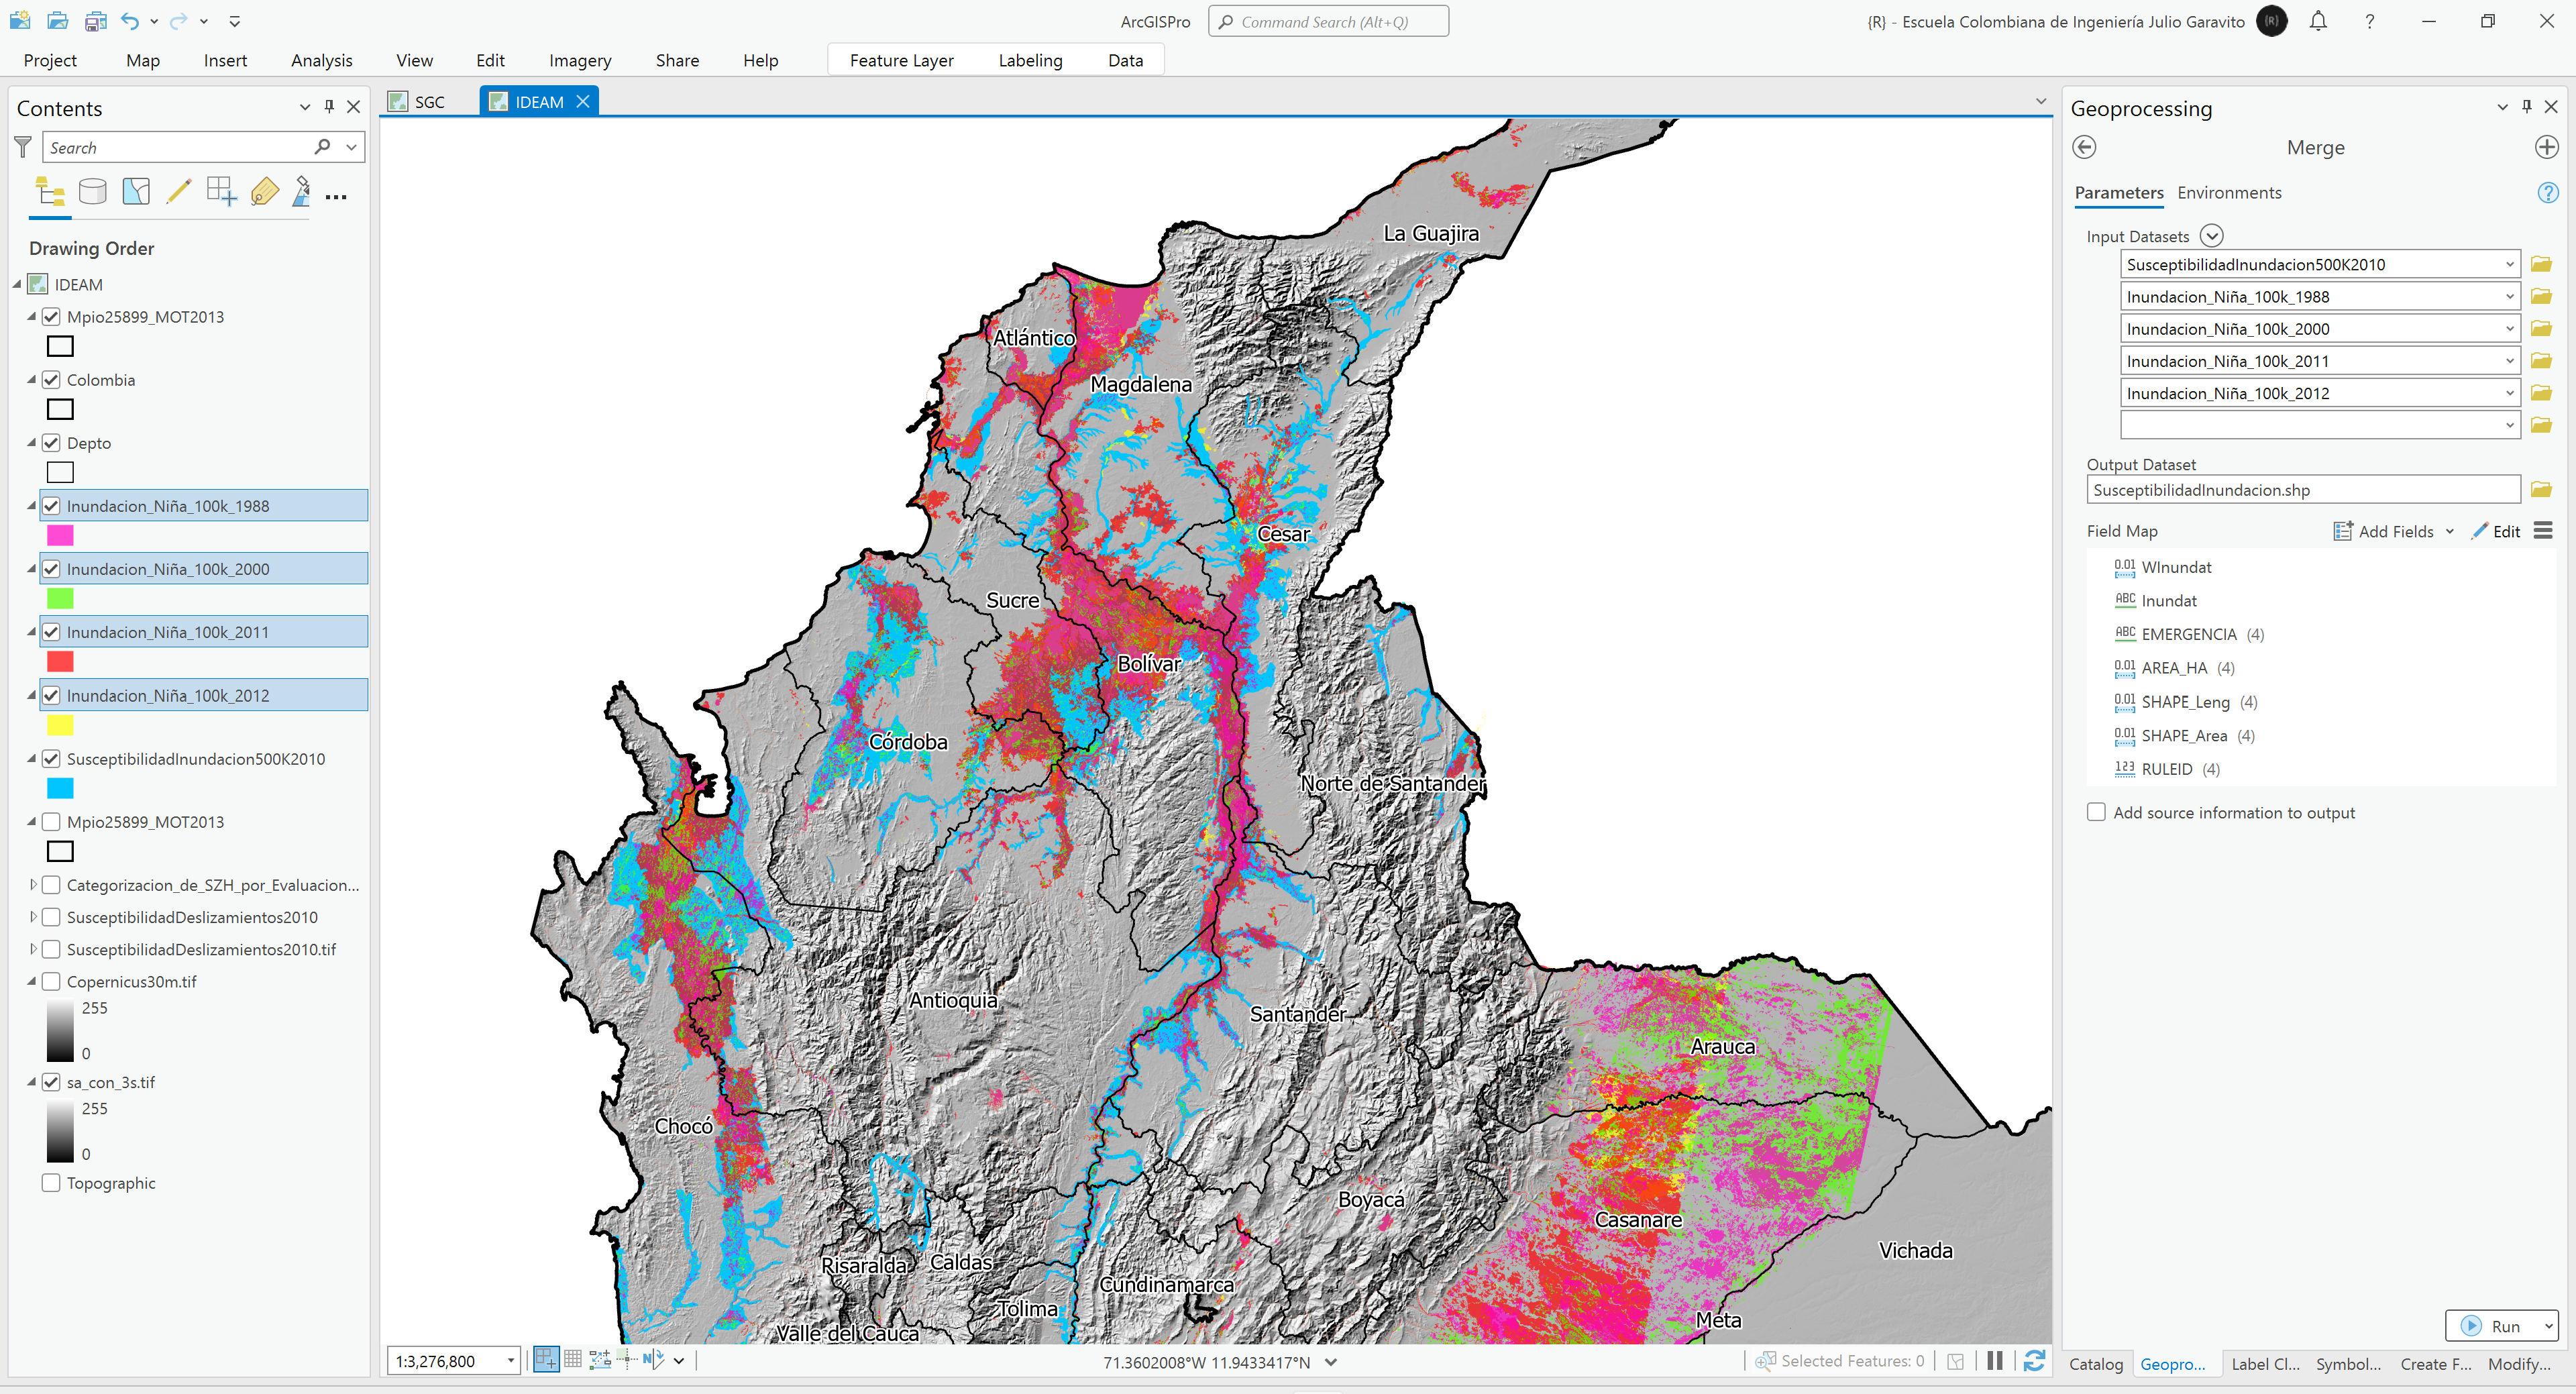 ArcGISPro
Command Search (Alt+Q)
{R} - Escuela Colombiana de Ingeniería Julio Garavito
{R}
?
Project
Map
Insert
Analysis
View
Edit
Imagery
Share
Help
Feature Layer
Labeling
Data
Contents
Search
Drawing Order
IDEAM
Mpio25899_MOT2013
Colombia
Depto
Inundacion_Niña_100k_1988
Inundacion_Niña_100k_2000
Inundacion_Niña_100k_2011
Inundacion_Niña_100k_2012
SusceptibilidadInundacion500K2010
Mpio25899_MOT2013
Categorizacion_de_SZH_por_Evaluacion...
SusceptibilidadDeslizamientos2010
SusceptibilidadDeslizamientos2010.tif
Copernicus30m.tif
255
0
sa_con_3s.tif
255
0
Topographic
SGC
IDEAM
La Guajira
Atlántico
Magdalena
Cesar
Sucre
Bolívar
Córdoba
Norte de Santander
Antioquia
Santander
Arauca
Chocó
Boyaca
Casanare
Vichada
Risaralda
Caldas
Cundinamarca
Tolima
Meta
Valle del Cauca
1:3,276,800
N
71.3602008°W 11.9433417°N
Selected Features: 0
Geoprocessing
Merge
Parameters
Environments
?
Input Datasets
SusceptibilidadInundacion500K2010
Inundacion_Niña_100k_1988
Inundacion_Niña_100k_2000
Inundacion_Niña_100k_2011
Inundacion_Niña_100k_2012
Output Dataset
SusceptibilidadInundacion.shp
Field Map
Add Fields
Edit
0.01 WInundat
ABC Inundat
ABC EMERGENCIA (4)
0.01 AREA_HA (4)
0.01 SHAPE_Leng (4)
0.01 SHAPE_Area (4)
123 RULEID (4)
Add source information to output
Run
Catalog
Geopro...
Label Cl...
Symbol...
Create F...
Modify...